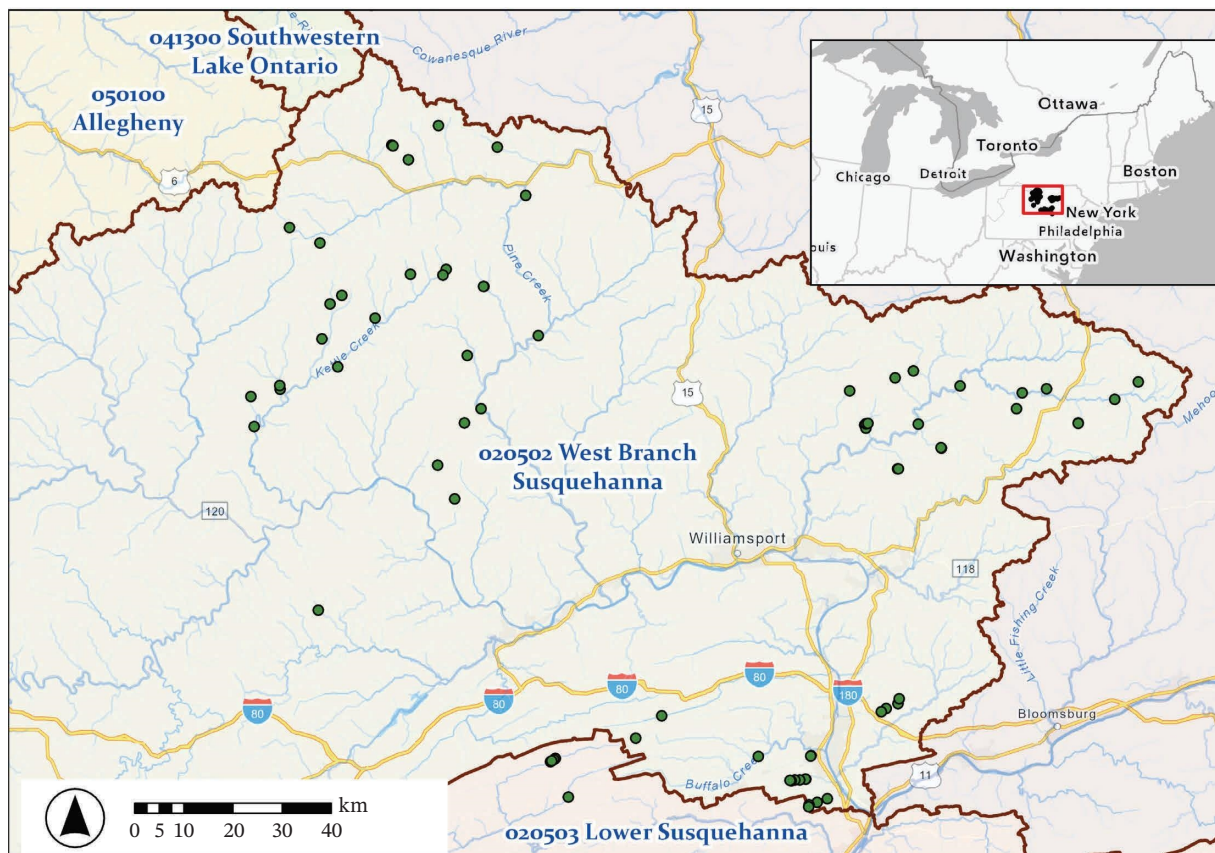 041300 Southwestern
Lake Ontario
050100
Allegheny
Cowanesque River
15
6
Pine Creek
Kettle Creek
15
020502 West Branch
Susquehanna
120
Williamsport
118
Little Fishing Creek
80
80
80
80
180
Bloomsburg
11
Buffalo Creek
020503 Lower Susquehanna
km
0 5 10 20 30 40
Ottawa
Toronto
Boston
Chicago
Detroit
New York
Philadelphia
Washington
ouis
Mehoo